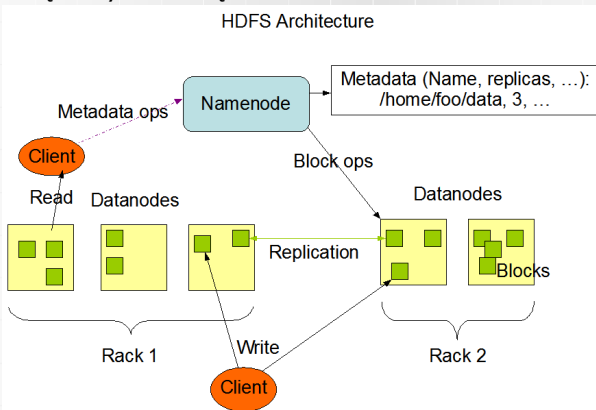 HDFS Architecture
Metadata (Name, replicas, …):
/home/foo/data, 3, …
Namenode
Metadata ops
Client
Block ops
Read
Datanodes
Datanodes
Replication
Blocks
Rack 1
Write
Rack 2
Client